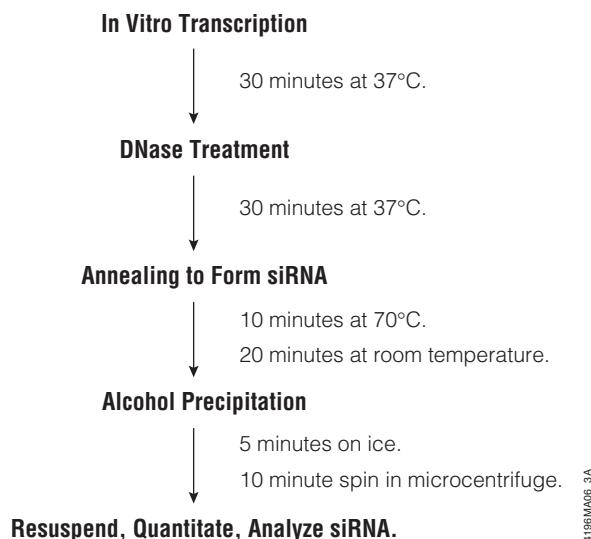 In Vitro Transcription
30 minutes at 37°C.
DNase Treatment
30 minutes at 37°C.
Annealing to Form siRNA
10 minutes at 70°C.
20 minutes at room temperature.
Alcohol Precipitation
5 minutes on ice.
10 minute spin in microcentrifuge.
Resuspend, Quantitate, Analyze siRNA.
4196MA06_3A